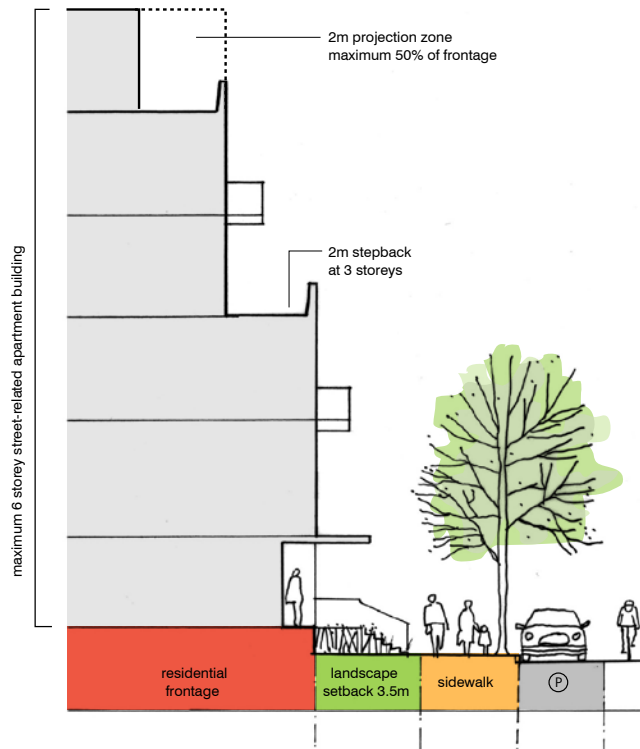 2m projection zone
maximum 50% of frontage
2m stepback
at 3 storeys
maximum 6 storey street-related apartment building
residential
frontage
landscape
setback 3.5m
sidewalk
P